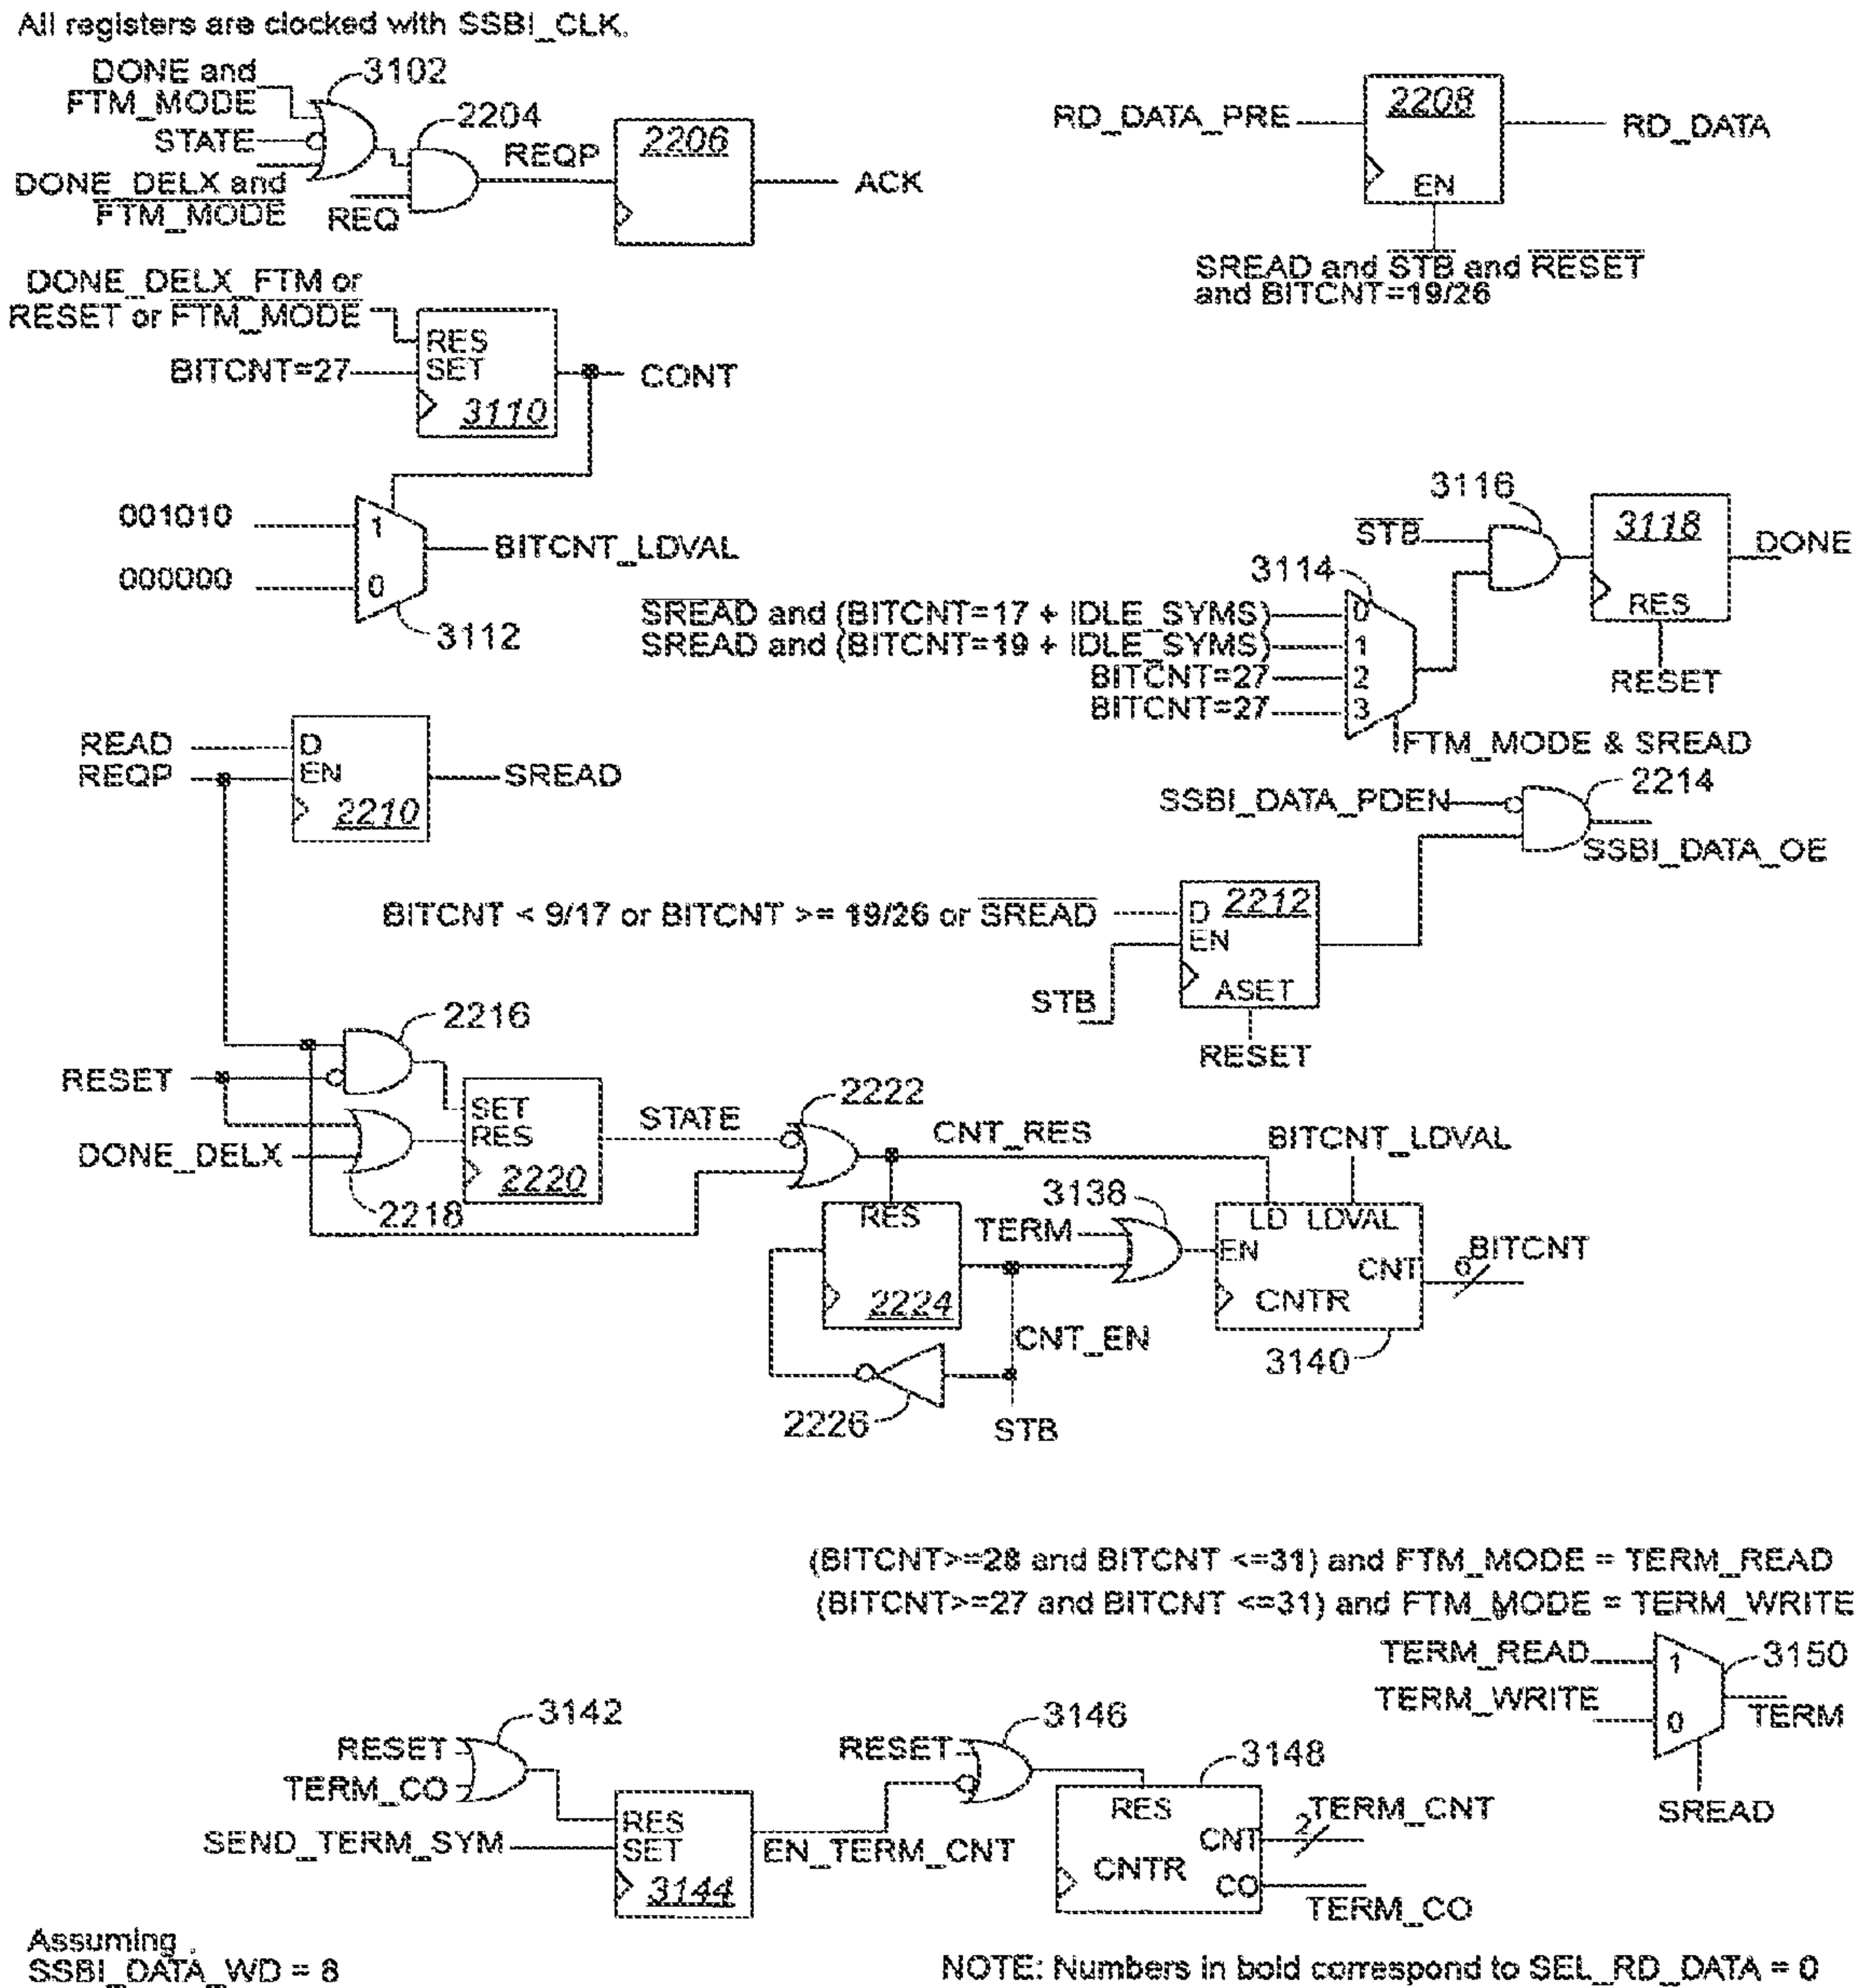 All registers are clocked with SSBI_CLK.
DONE and
FTM_MODE
3102
STATE
DONE_DELX and
FTM_MODE
2204
REQP
REQ
2206
ACK
RD_DATA_PRE
2208
EN
RD_DATA
SREAD and STB and RESET
and BITCNT=19/26
DONE_DELX_FTM or
RESET or FTM_MODE
BITCNT=27
RES
SET
3110
CONT
001010
000000
1
0
BITCNT_LDVAL
3112
3116
STB
3118
DONE
RES
RESET
3114
SREAD and (BITCNT=17 + IDLE_SYMS)
SREAD and (BITCNT=19 + IDLE_SYMS)
BITCNT=27
BITCNT=27
0
1
2
3
FTM_MODE & SREAD
READ
REQP
D
EN
2210
SREAD
SSBI_DATA_PDEN
2214
SSBI_DATA_OE
BITCNT < 9/17 or BITCNT >= 19/26 or SREAD
D
2212
EN
ASET
STB
RESET
2216
RESET
DONE_DELX
2218
SET
RES
2220
STATE
2222
CNT_RES
BITCNT_LDVAL
RES
2224
TERM
3138
LD LDVAL
EN
CNT
CNTR
6
BITCNT
3140
CNT_EN
2226
STB
(BITCNT>=28 and BITCNT <=31) and FTM_MODE = TERM_READ
(BITCNT>=27 and BITCNT <=31) and FTM_MODE = TERM_WRITE
TERM_READ
TERM_WRITE
1
0
3150
TERM
SREAD
3142
RESET
TERM_CO
SEND_TERM_SYM
RES
SET
3144
EN_TERM_CNT
RESET
3146
3148
RES
CNT
CNTR
CO
2
TERM_CNT
TERM_CO
Assuming
SSBI_DATA_WD = 8
NOTE: Numbers in bold correspond to SEL_RD_DATA = 0